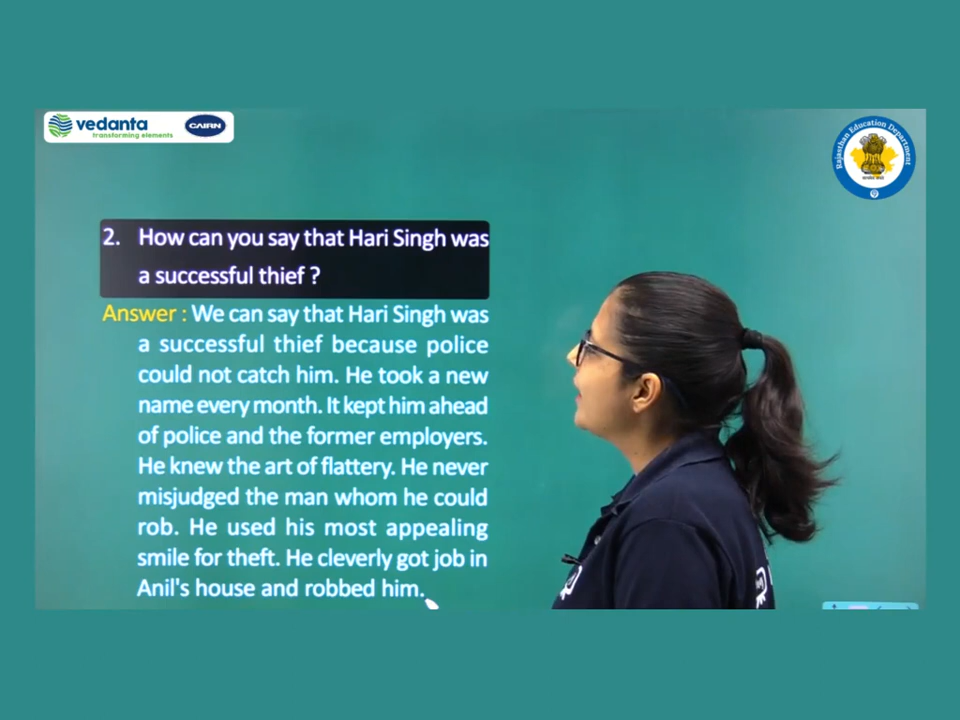 vedanta
transforming elements
CAIRN
Rajasthan Education Department
2. How can you say that Hari Singh was
a successful thief ?
Answer : We can say that Hari Singh was
a successful thief because police
could not catch him. He took a new
name every month. It kept him ahead
of police and the former employers.
He knew the art of flattery. He never
misjudged the man whom he could
rob. He used his most appealing
smile for theft. He cleverly got job in
Anil's house and robbed him.